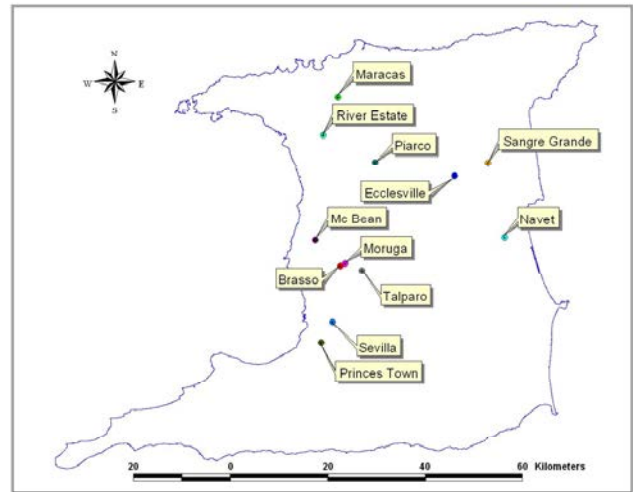 N
W E
S
Maracas
River Estate
Piarco
Sangre Grande
Ecclesville
Mc Bean
Navet
Moruga
Brasso
Talparo
Sevilla
Princes Town
20 0 20 40 60 Kilometers